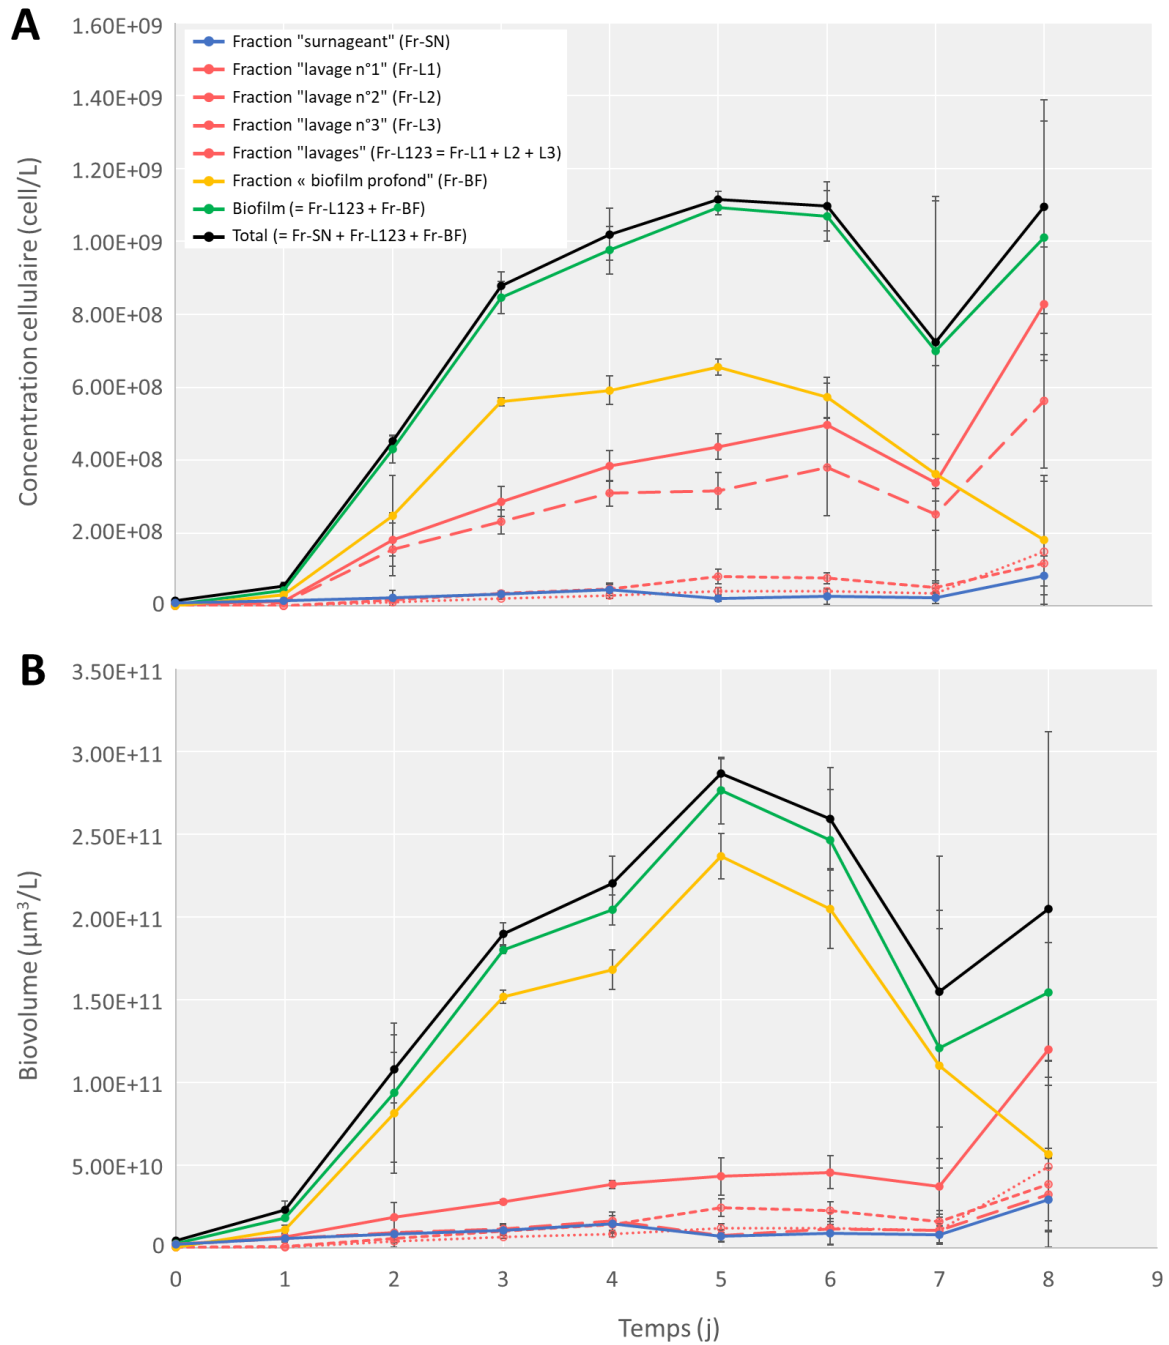 A
1.60E+09
1.40E+09
1.20E+09
1.00E+09
8.00E+08
6.00E+08
4.00E+08
2.00E+08
0
Concentration cellulaire (cell/L)
Fraction "surnageant" (Fr-SN)
Fraction "lavage n°1" (Fr-L1)
Fraction "lavage n°2" (Fr-L2)
Fraction "lavage n°3" (Fr-L3)
Fraction "lavages" (Fr-L123 = Fr-L1 + L2 + L3)
Fraction « biofilm profond" (Fr-BF)
Biofilm (= Fr-L123 + Fr-BF)
Total (= Fr-SN + Fr-L123 + Fr-BF)
B
3.50E+11
3.00E+11
2.50E+11
2.00E+11
1.50E+11
1.00E+11
5.00E+10
0
Biovolume (µm³/L)
0 1 2 3 4 5 6 7 8 9
Temps (j)